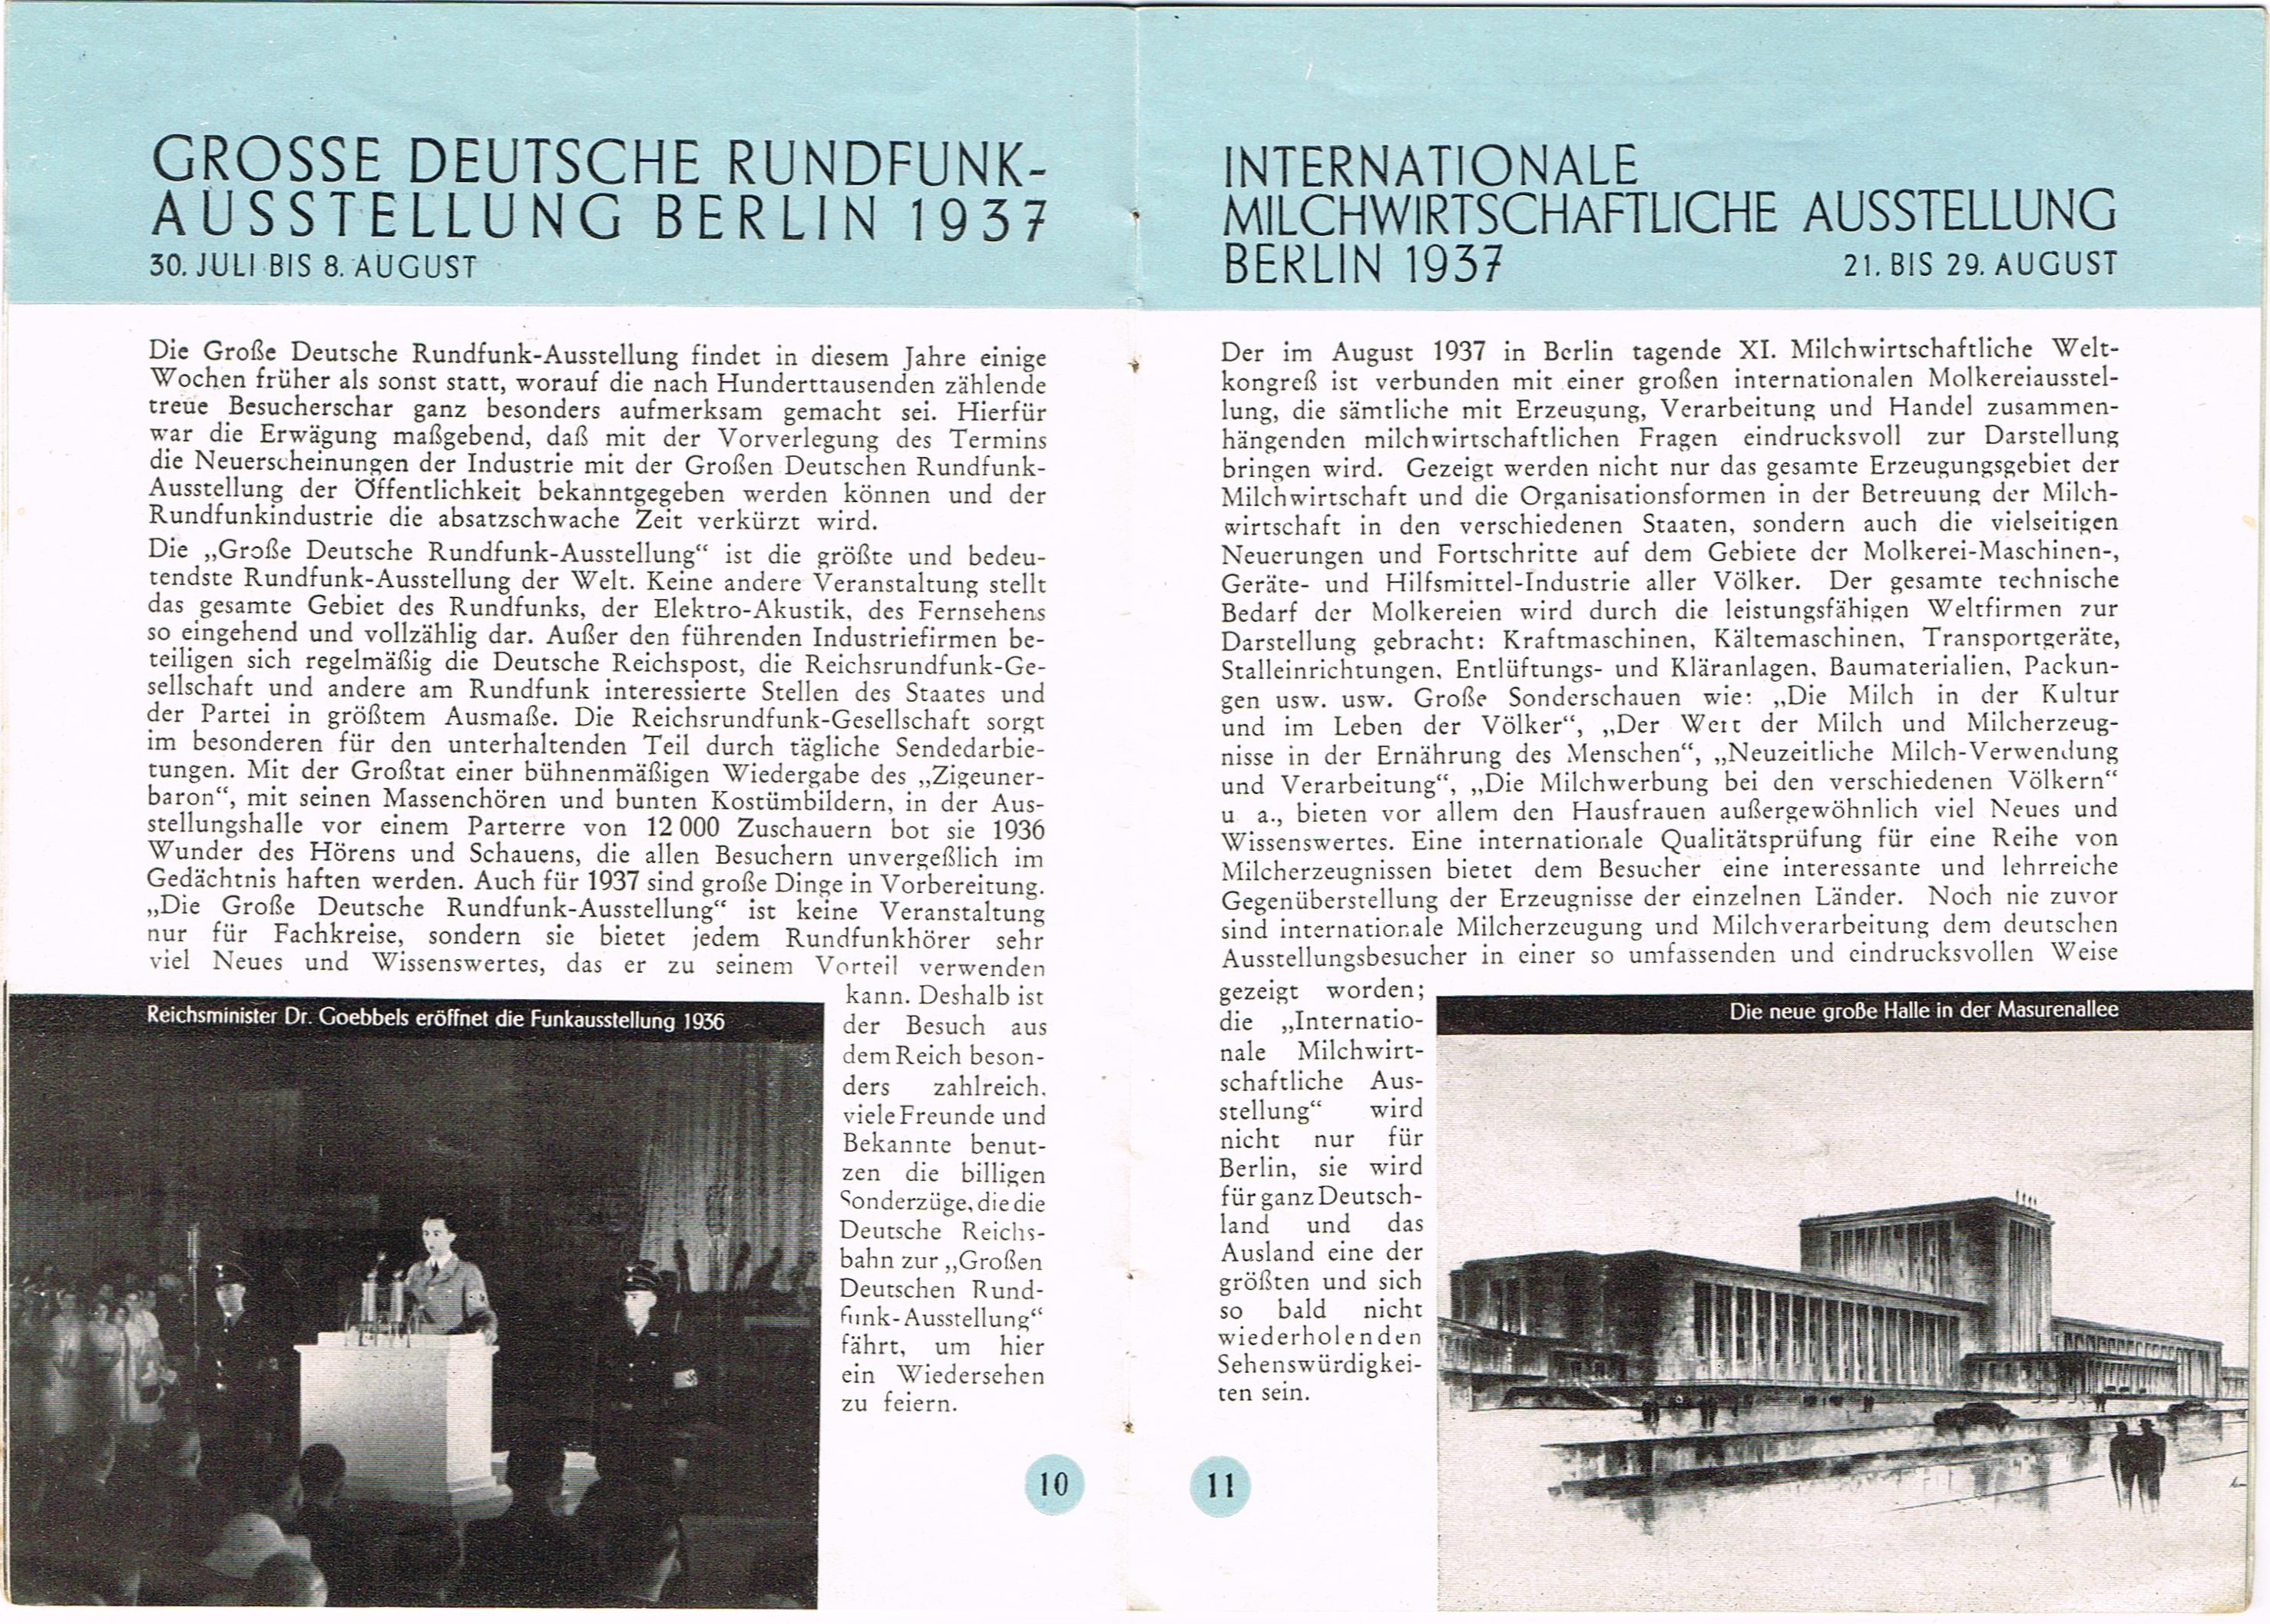 GROSSE DEUTSCHE RUNDFUNK-
AUSSTELLUNG BERLIN 1937
30. JULI BIS 8. AUGUST
Die Große Deutsche Rundfunk-Ausstellung findet in diesem Jahre einige
Wochen früher als sonst statt, worauf die nach Hunderttausenden zählende
treue Besucherschar ganz besonders aufmerksam gemacht sei. Hierfür
war die Erwägung maßgebend, daß mit der Vorverlegung des Termins
die Neuerscheinungen der Industrie mit der Großen Deutschen Rundfunk-
Ausstellung der Öffentlichkeit bekanntgegeben werden können und der
Rundfunkindustrie die absatzschwache Zeit verkürzt wird.
Die „Große Deutsche Rundfunk-Ausstellung“ ist die größte und bedeu-
tendste Rundfunk-Ausstellung der Welt. Keine andere Veranstaltung stellt
das gesamte Gebiet des Rundfunks, der Elektro-Akustik, des Fernsehens
so eingehend und vollzählig dar. Außer den führenden Industriefirmen be-
teiligen sich regelmäßig die Deutsche Reichspost, die Reichsrundfunk-Ge-
sellschaft und andere am Rundfunk interessierte Stellen des Staates und
der Partei in größtem Ausmaße. Die Reichsrundfunk-Gesellschaft sorgt
im besonderen für den unterhaltenden Teil durch tägliche Sendedarbie-
tungen. Mit der Großtat einer bühnenmäßigen Wiedergabe des „Zigeuner-
baron“, mit seinen Massenchören und bunten Kostümbildern, in der Aus-
stellungshalle vor einem Parterre von 12 000 Zuschauern bot sie 1936
Wunder des Hörens und Schauens, die allen Besuchern unvergeßlich im
Gedächtnis haften werden. Auch für 1937 sind große Dinge in Vorbereitung.
„Die Große Deutsche Rundfunk-Ausstellung“ ist keine Veranstaltung
nur für Fachkreise, sondern sie bietet jedem Rundfunkhörer sehr
viel Neues und Wissenswertes, das er zu seinem Vorteil verwenden
kann. Deshalb ist
der Besuch aus
dem Reich beson-
ders zahlreich.
viele Freunde und
Bekannte benut-
zen die billigen
Sonderzüge, die die
Deutsche Reichs-
bahn zur „Großen
Deutschen Rund-
funk-Ausstellung“
fährt, um hier
ein Wiedersehen
zu feiern.
Reichsminister Dr. Goebbels eröffnet die Funkausstellung 1936
10
INTERNATIONALE
MILCHWIRTSCHAFTLICHE AUSSTELLUNG
BERLIN 1937 21. BIS 29. AUGUST
Der im August 1937 in Berlin tagende XI. Milchwirtschaftliche Welt-
kongreß ist verbunden mit einer großen internationalen Molkereiausstel-
lung, die sämtliche mit Erzeugung, Verarbeitung und Handel zusammen-
hängenden milchwirtschaftlichen Fragen eindrucksvoll zur Darstellung
bringen wird. Gezeigt werden nicht nur das gesamte Erzeugungsgebiet der
Milchwirtschaft und die Organisationsformen in der Betreuung der Milch-
wirtschaft in den verschiedenen Staaten, sondern auch die vielseitigen
Neuerungen und Fortschritte auf dem Gebiete der Molkerei-Maschinen-,
Geräte- und Hilfsmittel-Industrie aller Völker. Der gesamte technische
Bedarf der Molkereien wird durch die leistungsfähigen Weltfirmen zur
Darstellung gebracht: Kraftmaschinen, Kältemaschinen, Transportgeräte,
Stalleinrichtungen, Entlüftungs- und Kläranlagen, Baumaterialien, Packun-
gen usw. usw. Große Sonderschauen wie: „Die Milch in der Kultur
und im Leben der Völker“, „Der Wert der Milch und Milcherzeug-
nisse in der Ernährung des Menschen“, „Neuzeitliche Milch-Verwendung
und Verarbeitung“, „Die Milchwerbung bei den verschiedenen Völkern“
u. a., bieten vor allem den Hausfrauen außergewöhnlich viel Neues und
Wissenswertes. Eine internationale Qualitätsprüfung für eine Reihe von
Milcherzeugnissen bietet dem Besucher eine interessante und lehrreiche
Gegenüberstellung der Erzeugnisse der einzelnen Länder. Noch nie zuvor
sind internationale Milcherzeugung und Milchverarbeitung dem deutschen
Ausstellungsbesucher in einer so umfassenden und eindrucksvollen Weise
gezeigt worden;
die „Internatio-
nale Milchwirt-
schaftliche Aus-
stellung“ wird
nicht nur für
Berlin, sie wird
für ganz Deutsch-
land und das
Ausland eine der
größten und sich
so bald nicht
wiederholenden
Sehenswürdigkei-
ten sein.
Die neue große Halle in der Masurenallee
11